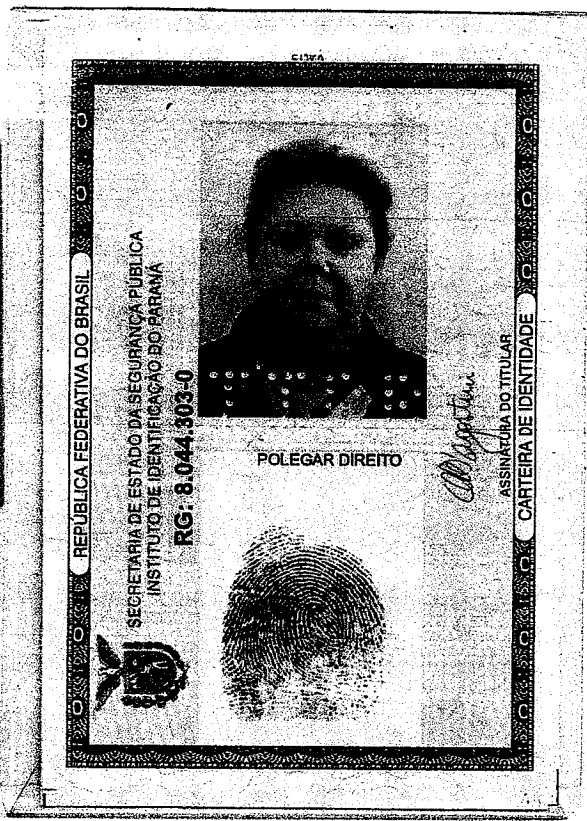 REPÚBLICA FEDERATIVA DO BRASIL
SECRETARIA DE ESTADO DA SEGURANÇA PÚBLICA
INSTITUTO DE IDENTIFICAÇÃO DO PARANÁ
RG: 8.044.303-0
POLEGAR DIREITO
ASSINATURA DO TITULAR
CARTEIRA DE IDENTIDADE